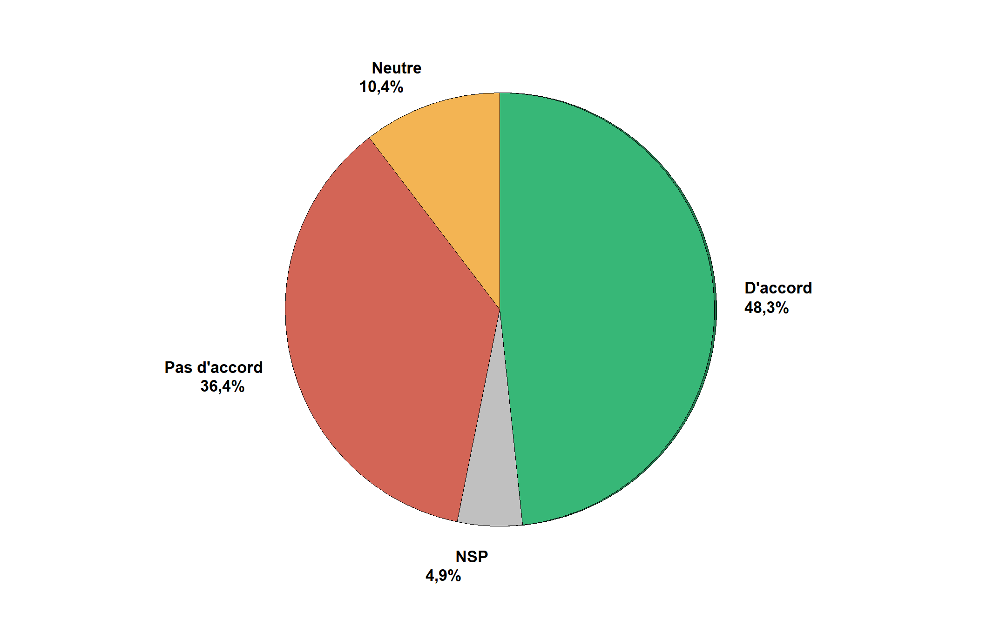 Neutre
10,4%
D'accord
48,3%
Pas d'accord
36,4%
NSP
4,9%